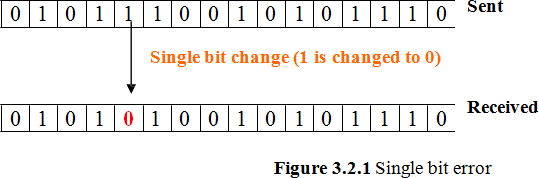 0 1 0 1 1 1 0 0 1 0 1 0 1 1 1 0 Sent
Single bit change (1 is changed to 0)
0 1 0 1 0 1 0 0 1 0 1 0 1 1 1 0 Received
Figure 3.2.1 Single bit error